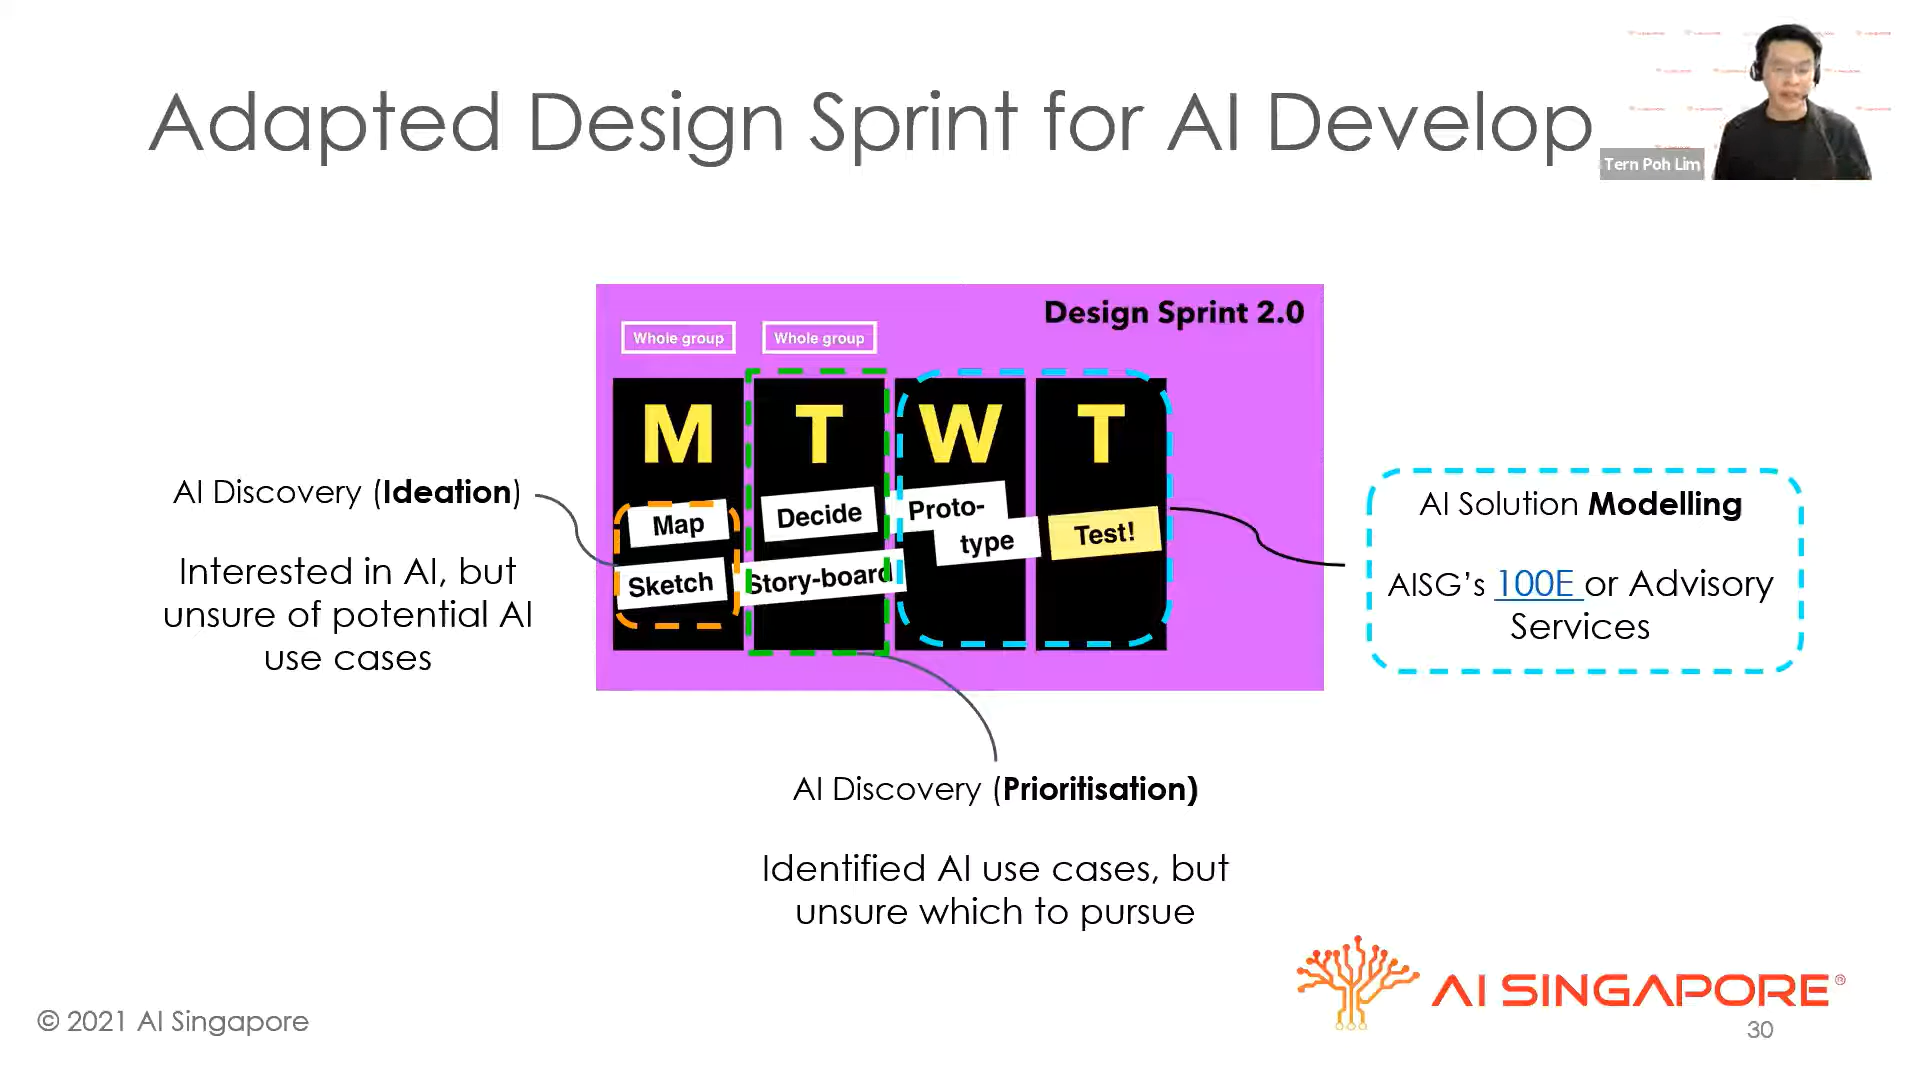 Adapted Design Sprint for AI Develop
Tern Poh Lim
Design Sprint 2.0
Whole group
Whole group
M
T
W
T
Map
Sketch
Decide
Story-board
Proto-
type
Test!
AI Discovery (Ideation)
Interested in AI, but
unsure of potential AI
use cases
AI Solution Modelling
AISG's 100E or Advisory
Services
AI Discovery (Prioritisation)
Identified AI use cases, but
unsure which to pursue
AI SINGAPORE®
© 2021 AI Singapore
30